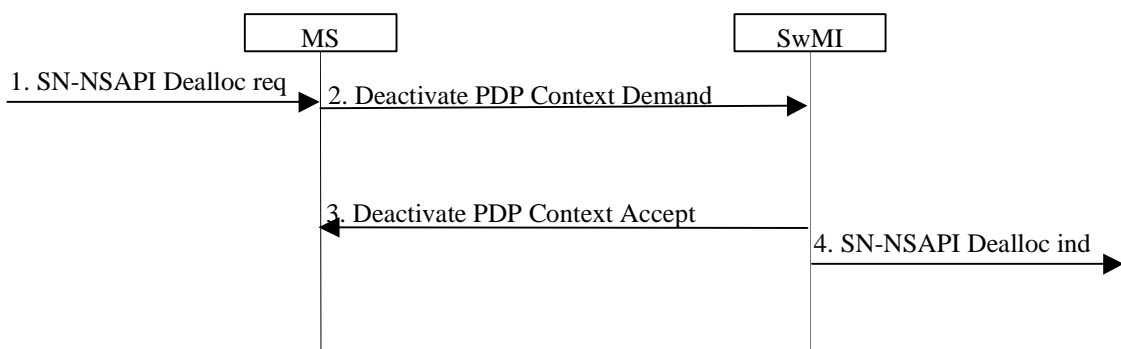 MS
SwMI
1. SN-NSAPI Dealloc req
2. Deactivate PDP Context Demand
3. Deactivate PDP Context Accept
4. SN-NSAPI Dealloc ind